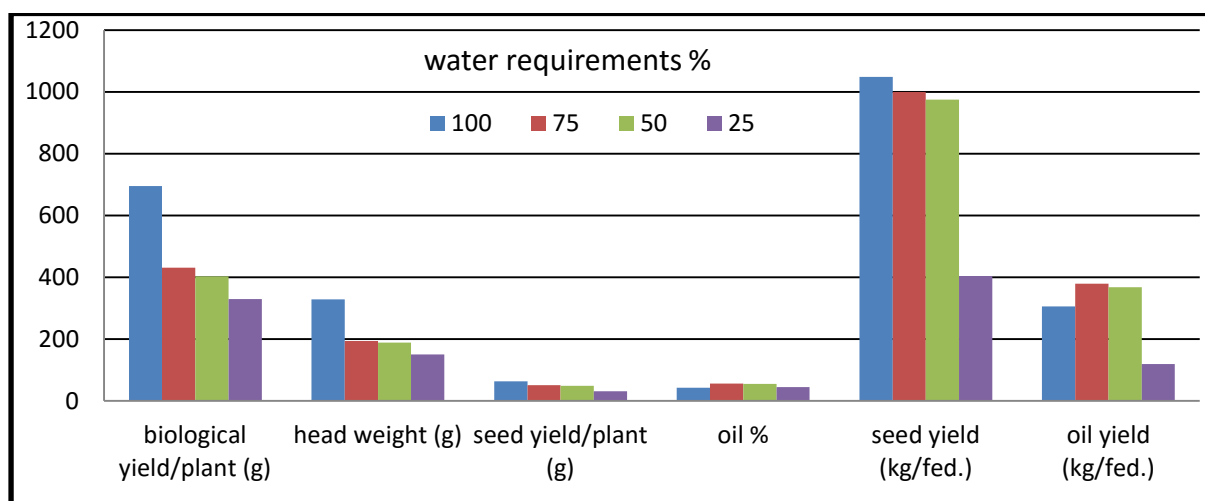 1200
water requirements %
1000
100 75 50 25
800
600
400
200
0
biological yield/plant (g)
head weight (g)
seed yield/plant (g)
oil %
seed yield (kg/fed.)
oil yield (kg/fed.)